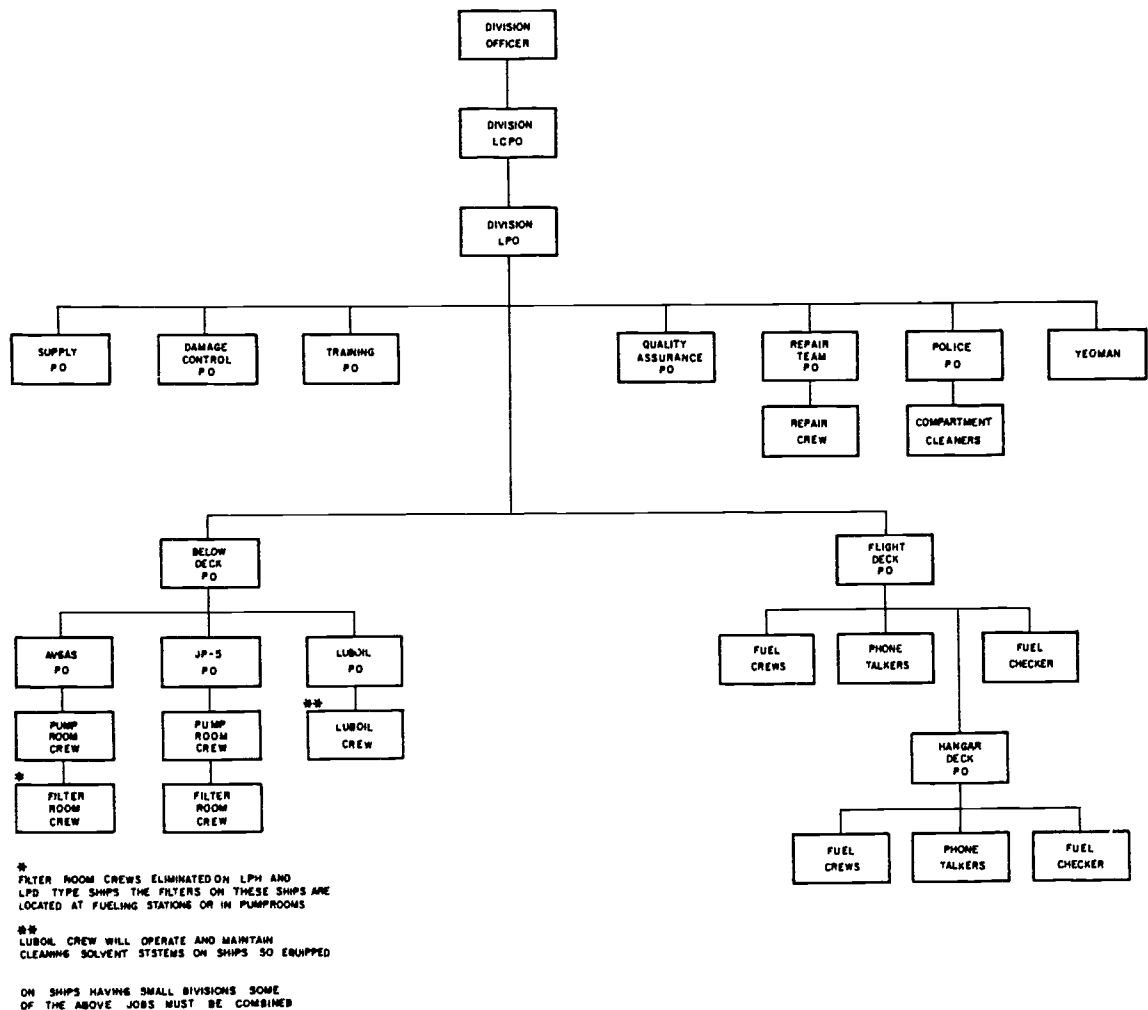 DIVISION
OFFICER
DIVISION
LCPO
DIVISION
LPO
SUPPLY
PO
DAMAGE
CONTROL
PO
TRAINING
PO
QUALITY
ASSURANCE
PO
REPAIR
TEAM
PO
POLICE
PO
YEOMAN
REPAIR
CREW
COMPARTMENT
CLEANERS
BELOW
DECK
PO
FLIGHT
DECK
PO
AVGAS
PO
JP-5
PO
LUBOIL
PO
FUEL
CREWS
PHONE
TALKERS
FUEL
CHECKER
PUMP
ROOM
CREW
PUMP
ROOM
CREW
**
LUBOIL
CREW
HANGAR
DECK
PO
*
FILTER
ROOM
CREW
FILTER
ROOM
CREW
FUEL
CREWS
PHONE
TALKERS
FUEL
CHECKER
*
FILTER ROOM CREWS ELIMINATED ON LPH AND
LPD TYPE SHIPS THE FILTERS ON THESE SHIPS ARE
LOCATED AT FUELING STATIONS OR IN PUMPROOMS
**
LUBOIL CREW WILL OPERATE AND MAINTAIN
CLEANING SOLVENT STSTEMS ON SHIPS SO EQUIPPED
ON SHIPS HAVING SMALL DIVISIONS SOME
OF THE ABOVE JOBS MUST BE COMBINED